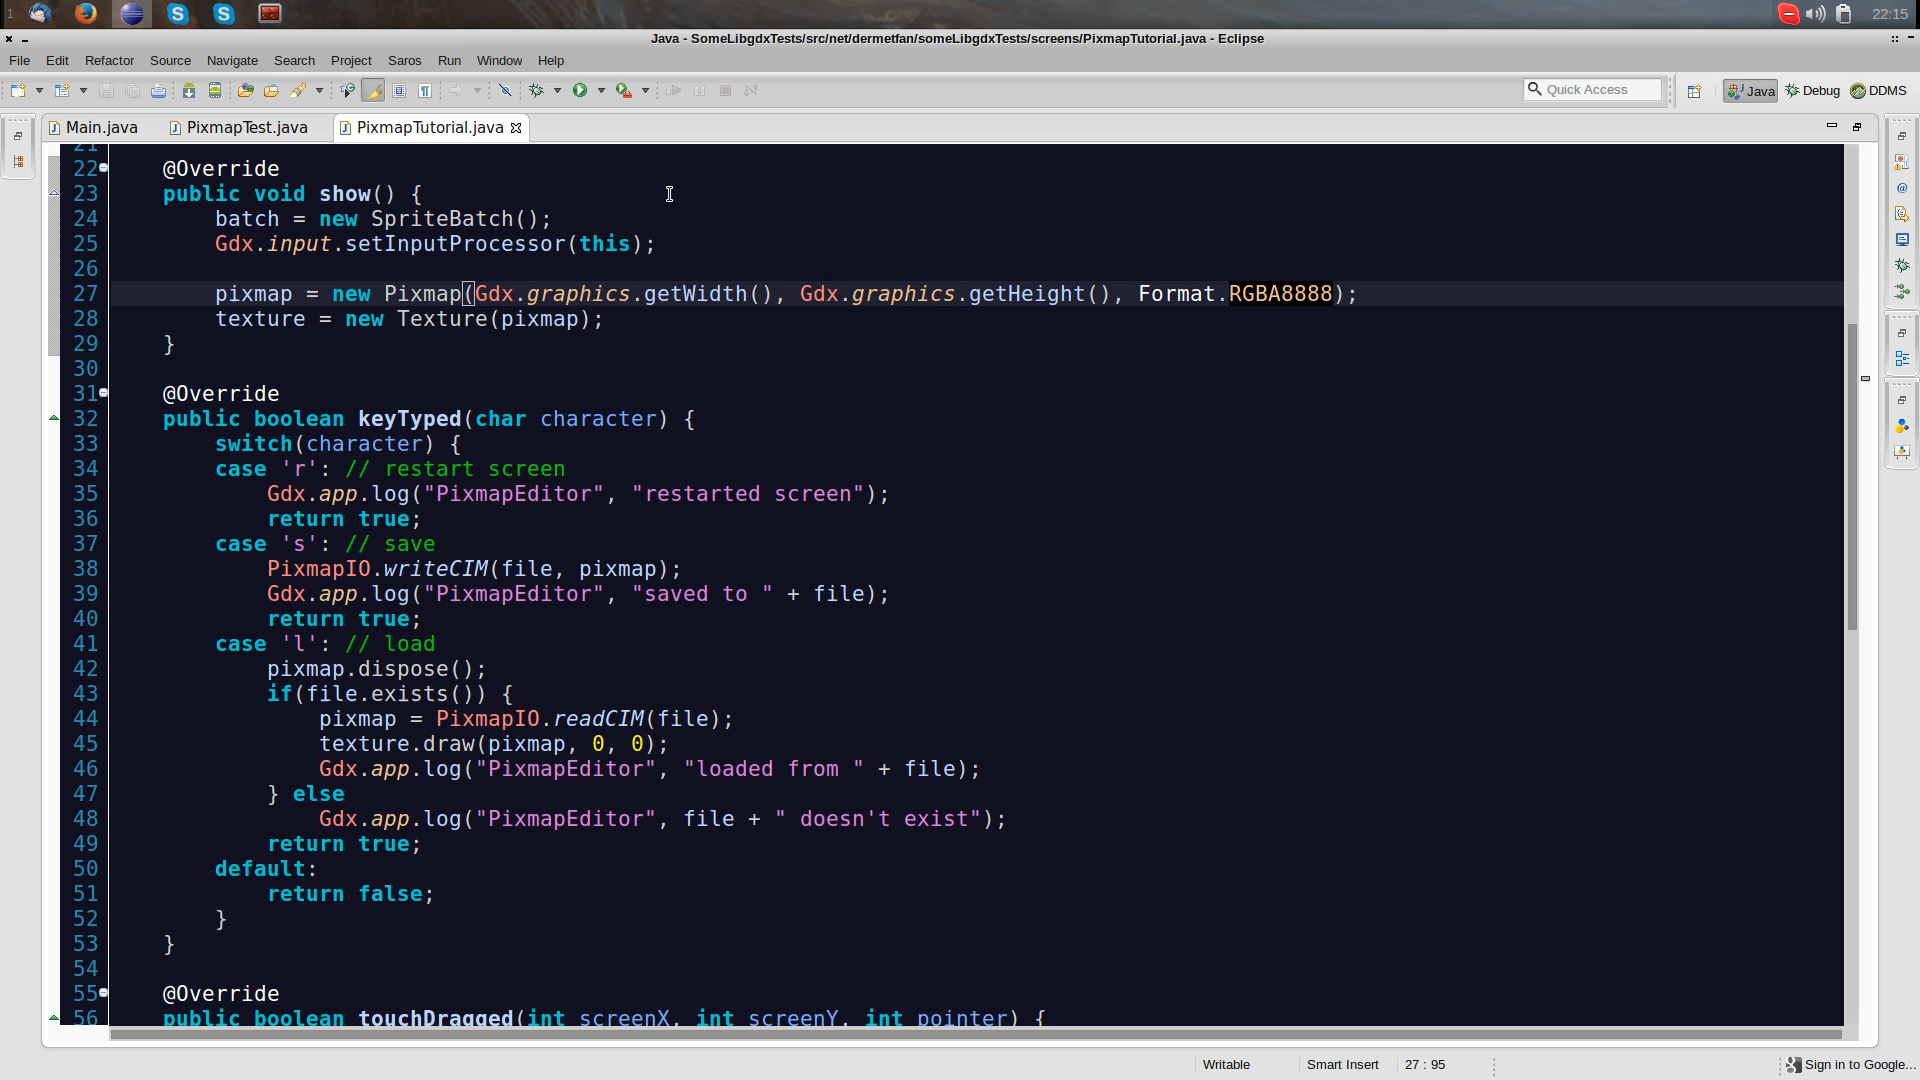 1
22:15
Java - SomeLibgdxTests/src/net/dermetfan/someLibgdxTests/screens/PixmapTutorial.java - Eclipse
File Edit Refactor Source Navigate Search Project Saros Run Window Help
Quick Access
Java Debug DDMS
Main.java PixmapTest.java PixmapTutorial.java
21
22 @Override
23 public void show() {
24 batch = new SpriteBatch();
25 Gdx.input.setInputProcessor(this);
26
27 pixmap = new Pixmap(Gdx.graphics.getWidth(), Gdx.graphics.getHeight(), Format.RGBA8888);
28 texture = new Texture(pixmap);
29 }
30
31 @Override
32 public boolean keyTyped(char character) {
33 switch(character) {
34 case 'r': // restart screen
35 Gdx.app.log("PixmapEditor", "restarted screen");
36 return true;
37 case 's': // save
38 PixmapIO.writeCIM(file, pixmap);
39 Gdx.app.log("PixmapEditor", "saved to " + file);
40 return true;
41 case 'l': // load
42 pixmap.dispose();
43 if(file.exists()) {
44 pixmap = PixmapIO.readCIM(file);
45 texture.draw(pixmap, 0, 0);
46 Gdx.app.log("PixmapEditor", "loaded from " + file);
47 } else
48 Gdx.app.log("PixmapEditor", file + " doesn't exist");
49 return true;
50 default:
51 return false;
52 }
53 }
54
55 @Override
56 public boolean touchDragged(int screenX, int screenY, int pointer) {
Writable Smart Insert 27 : 95 Sign in to Google...